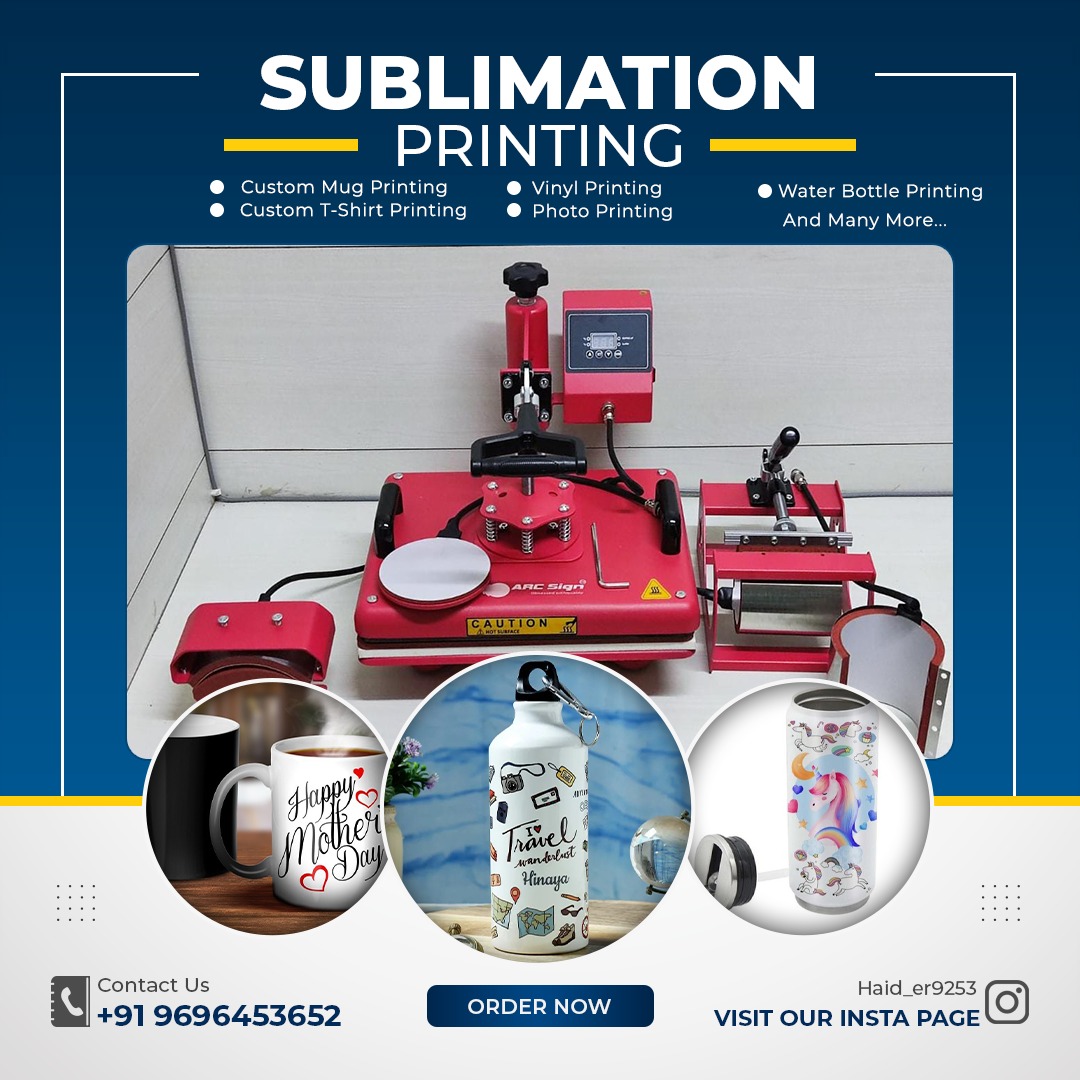 SUBLIMATION
PRINTING
Custom Mug Printing
Custom T-Shirt Printing
Vinyl Printing
Photo Printing
Water Bottle Printing
And Many More...
ARC Sign
CAUTION
HOT SURFACE
Happy
Mother
Day
I
Travel
wanderlust
Hinaya
Contact Us
+91 9696453652
ORDER NOW
Haid_er9253
VISIT OUR INSTA PAGE